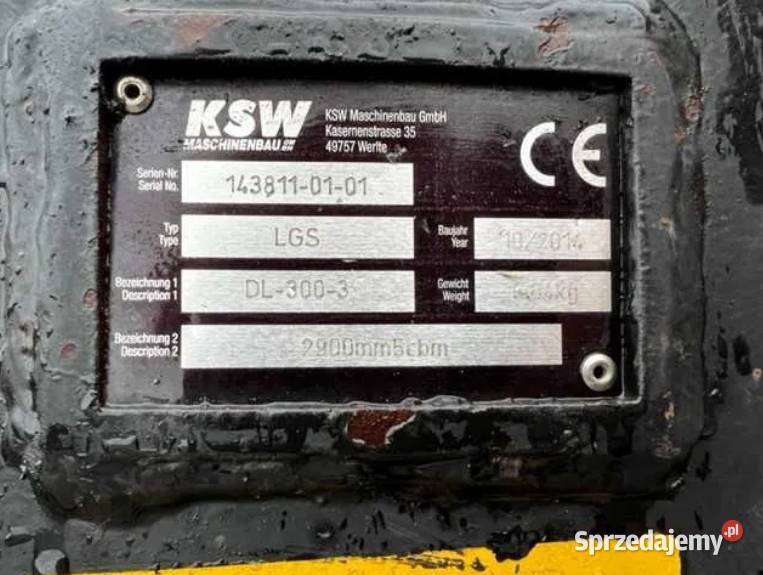 KSW
MASCHINENBAU GM BH
KSW Maschinenbau GmbH
Kasernenstrasse 35
49757 Werlte
CE
Serien-Nr.
Serial No.
143811-01-01
Typ
Type
LGS
Baujahr
Year
10/2014
Bezeichnung 1
Description 1
DL-300-3
Gewicht
Weight
Bezeichnung 2
Description 2
2900mm5cbm
Sprzedajemy.pl